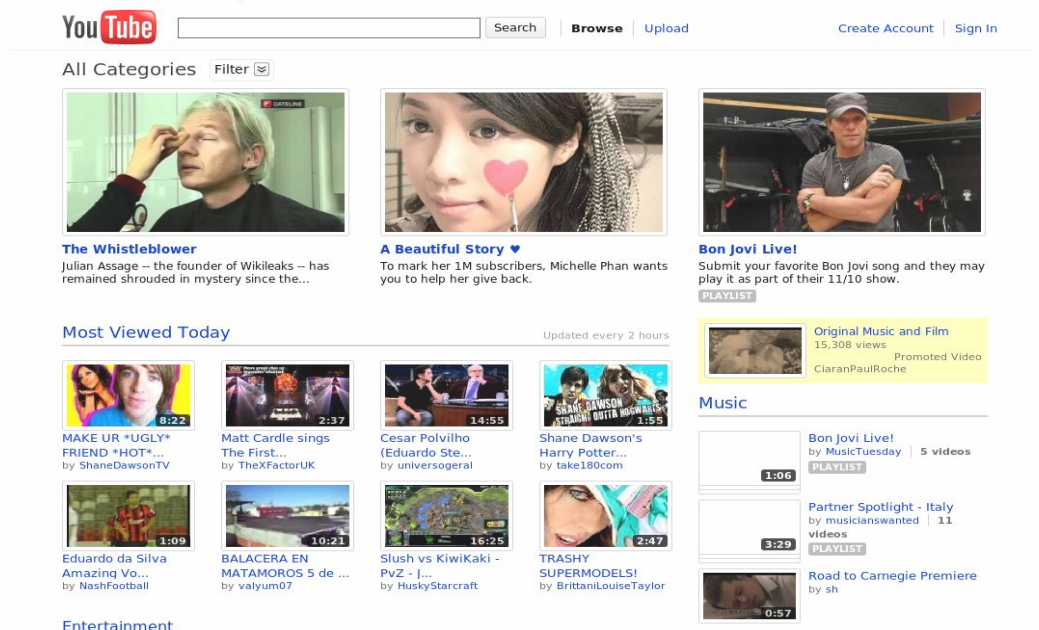 You Tube
Search
Browse
Upload
Create Account
Sign In
All Categories
Filter
DATELINE
The Whistleblower
Julian Assage -- the founder of Wikileaks -- has
remained shrouded in mystery since the...
A Beautiful Story ♥
To mark her 1M subscribers, Michelle Phan wants
you to help her give back.
Bon Jovi Live!
Submit your favorite Bon Jovi song and they may
play it as part of their 11/10 show.
PLAYLIST
Most Viewed Today
Updated every 2 hours
8:22
MAKE UR *UGLY*
FRIEND *HOT*...
by ShaneDawsonTV
2:37
Matt Cardle sings
The First...
by TheXFactorUK
14:55
Cesar Polvilho
(Eduardo Ste...
by universogeral
SHANE DAWSON
STRAIGHT OUTTA HOGWARTS
1:55
Shane Dawson's
Harry Potter...
by take180com
1:09
Eduardo da Silva
Amazing Vo...
by NashFootball
10:21
BALACERA EN
MATAMOROS 5 de ...
by valyum07
16:25
Slush vs KiwiKaki -
PvZ - J...
by HuskyStarcraft
2:47
TRASHY
SUPERMODELS!
by BrittaniLouiseTaylor
Entertainment
Original Music and Film
15,308 views
Promoted Video
CiaranPaulRoche
Music
1:06
Bon Jovi Live!
by MusicTuesday
5 videos
PLAYLIST
3:29
Partner Spotlight - Italy
by musicianswanted
11
videos
PLAYLIST
0:57
Road to Carnegie Premiere
by sh